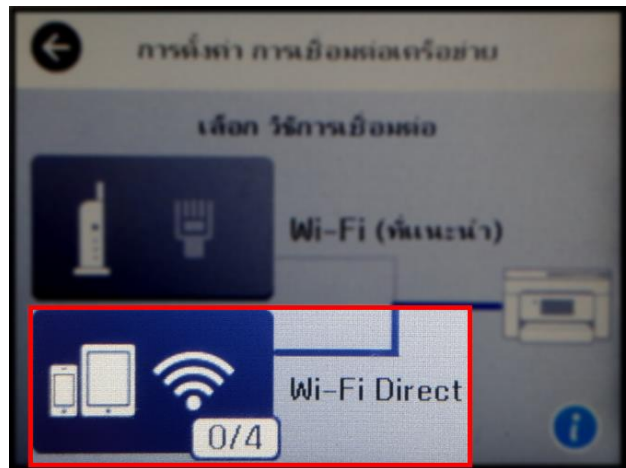 การตั้งค่า การเชื่อมต่อเครือข่าย
เลือก วิธีการเชื่อมต่อ
Wi-Fi (ที่แนะนำ)
Wi-Fi Direct
0/4
i